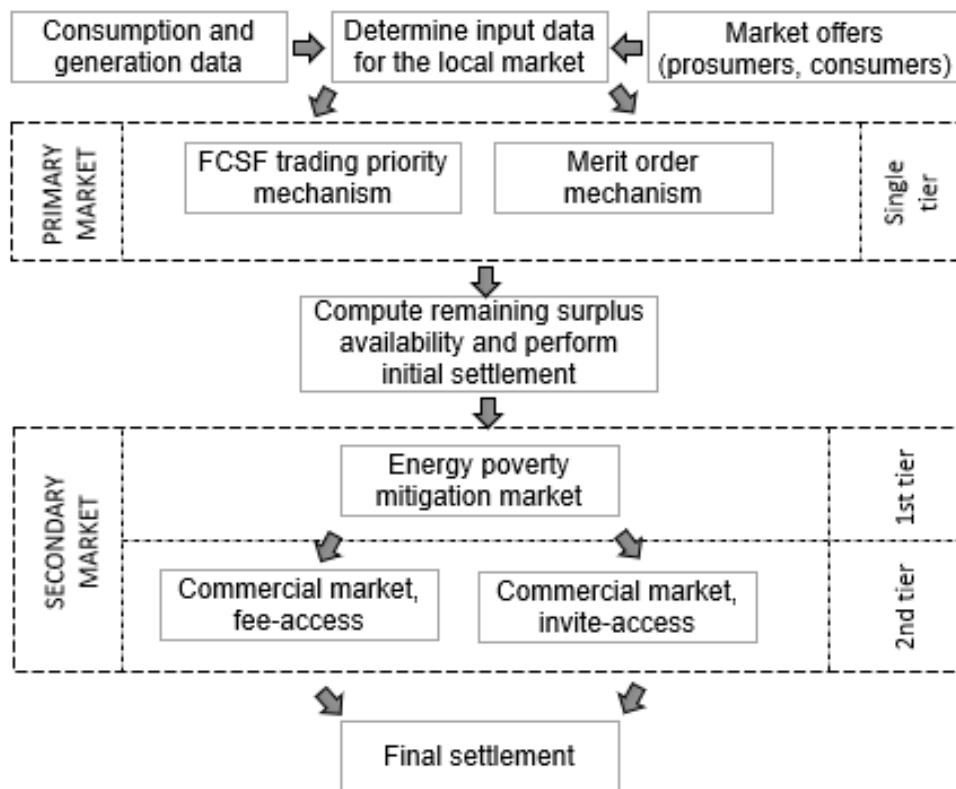 Consumption and
generation data
Determine input data
for the local market
Market offers
(prosumers, consumers)
PRIMARY
MARKET
FCSF trading priority
mechanism
Merit order
mechanism
Single
tier
Compute remaining surplus
availability and perform
initial settlement
SECONDARY
MARKET
Energy poverty
mitigation market
1st tier
Commercial market,
fee-access
Commercial market,
invite-access
2nd tier
Final settlement